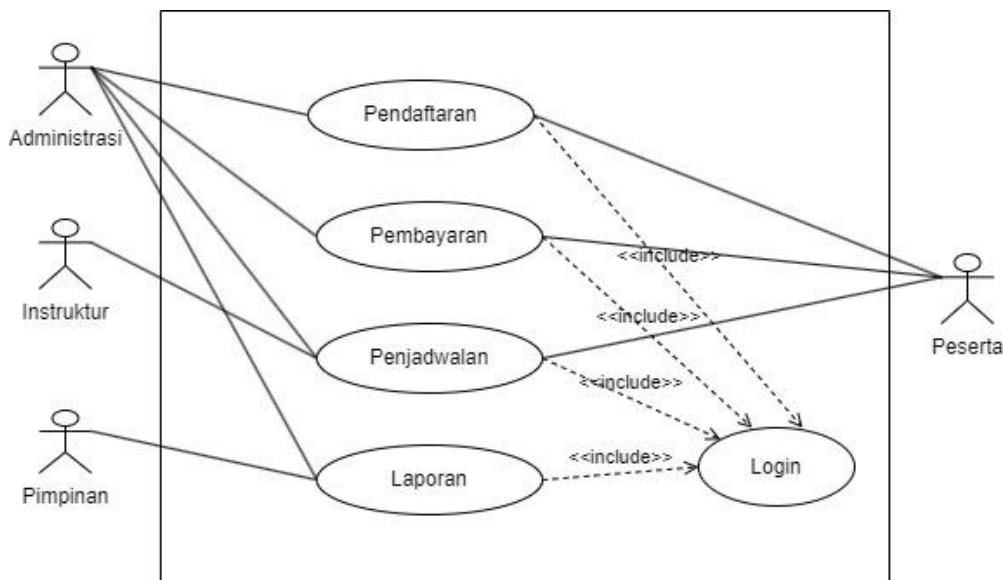 Administrasi
Pendaftaran
Pembayaran
<<include>>
Instruktur
<<include>>
Penjadwalan
Peserta
<<include>>
Laporan
<<include>>
Login
Pimpinan